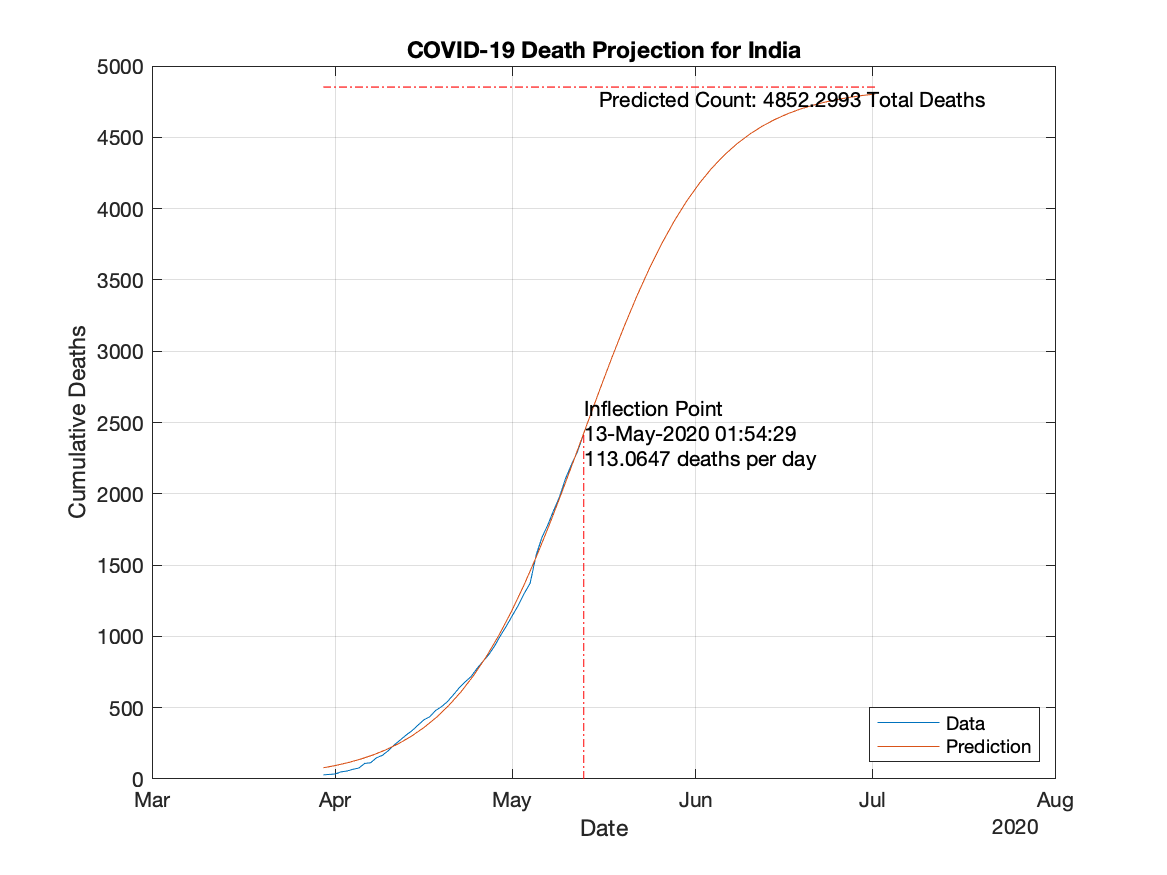 COVID-19 Death Projection for India
5000
4500
4000
3500
3000
2500
2000
1500
1000
500
0
Cumulative Deaths
Predicted Count: 4852.2993 Total Deaths
Inflection Point
13-May-2020 01:54:29
113.0647 deaths per day
Data
Prediction
Mar Apr May Jun Jul Aug
Date
2020